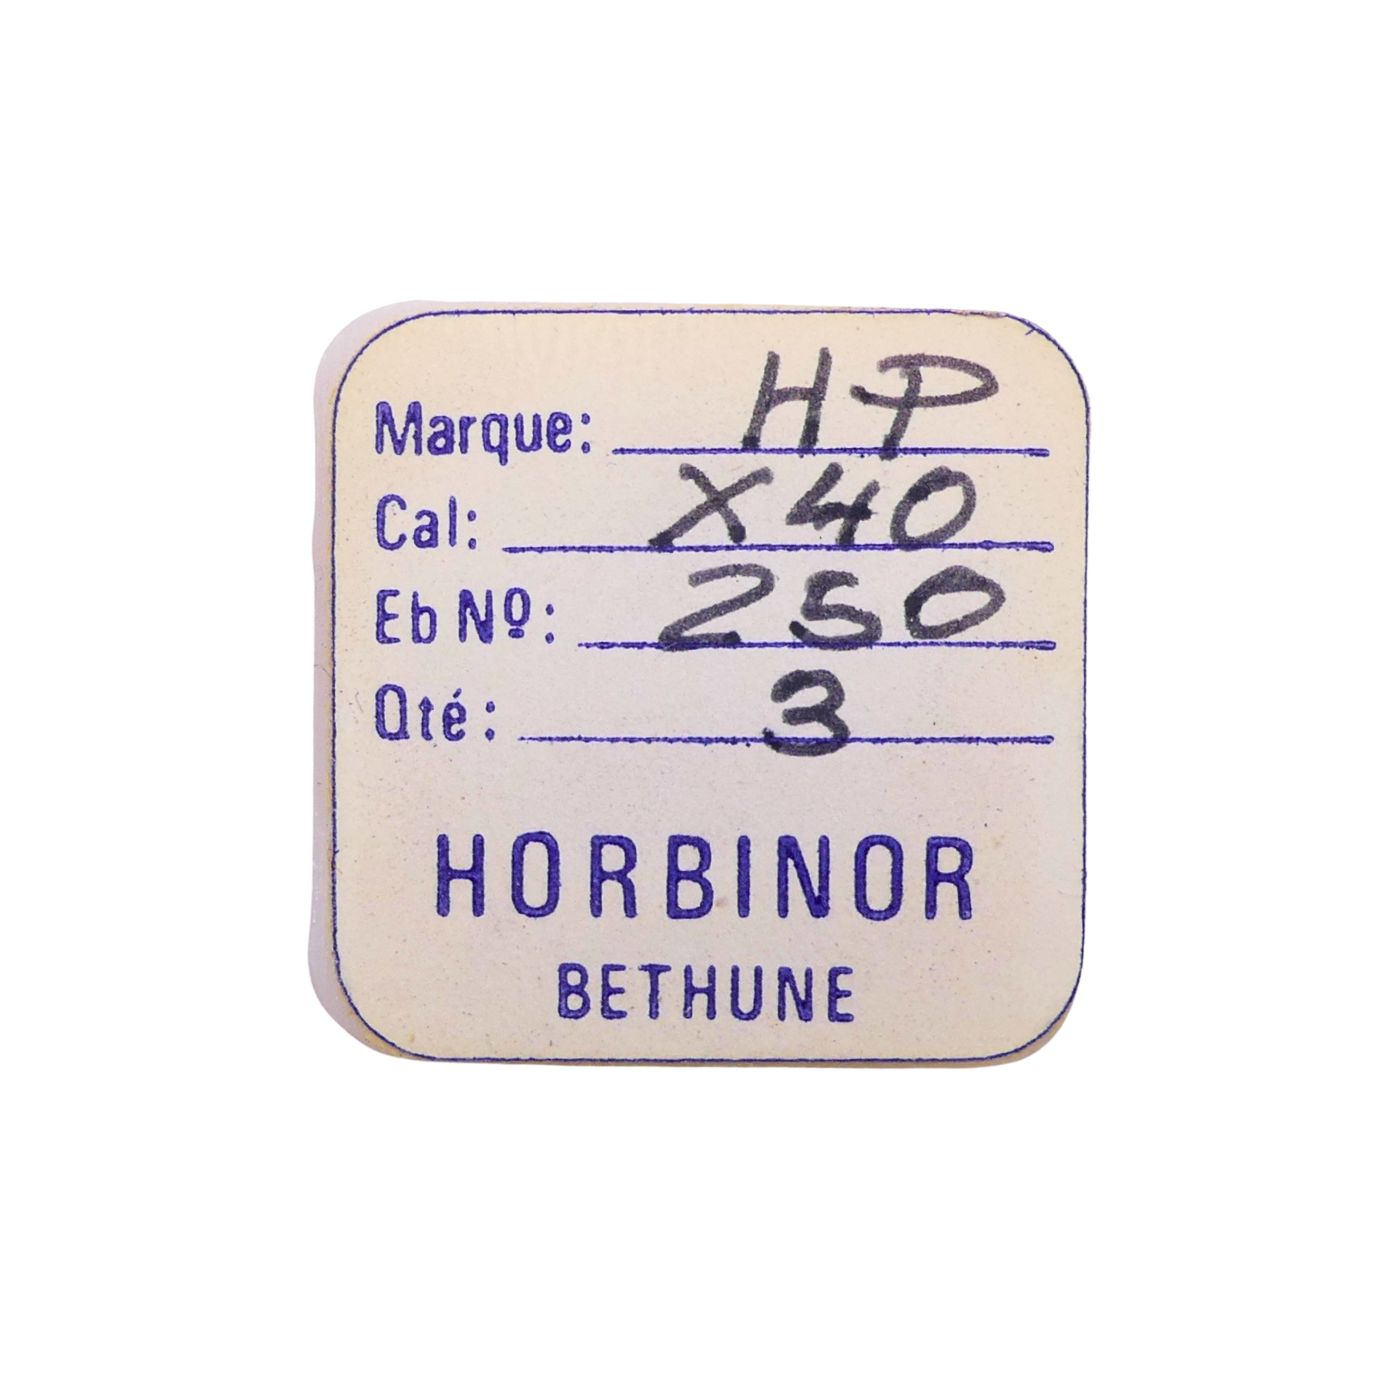 Marque: HP
Cal: X40
Eb Nº: 250
Qté: 3
HORBINOR
BETHUNE